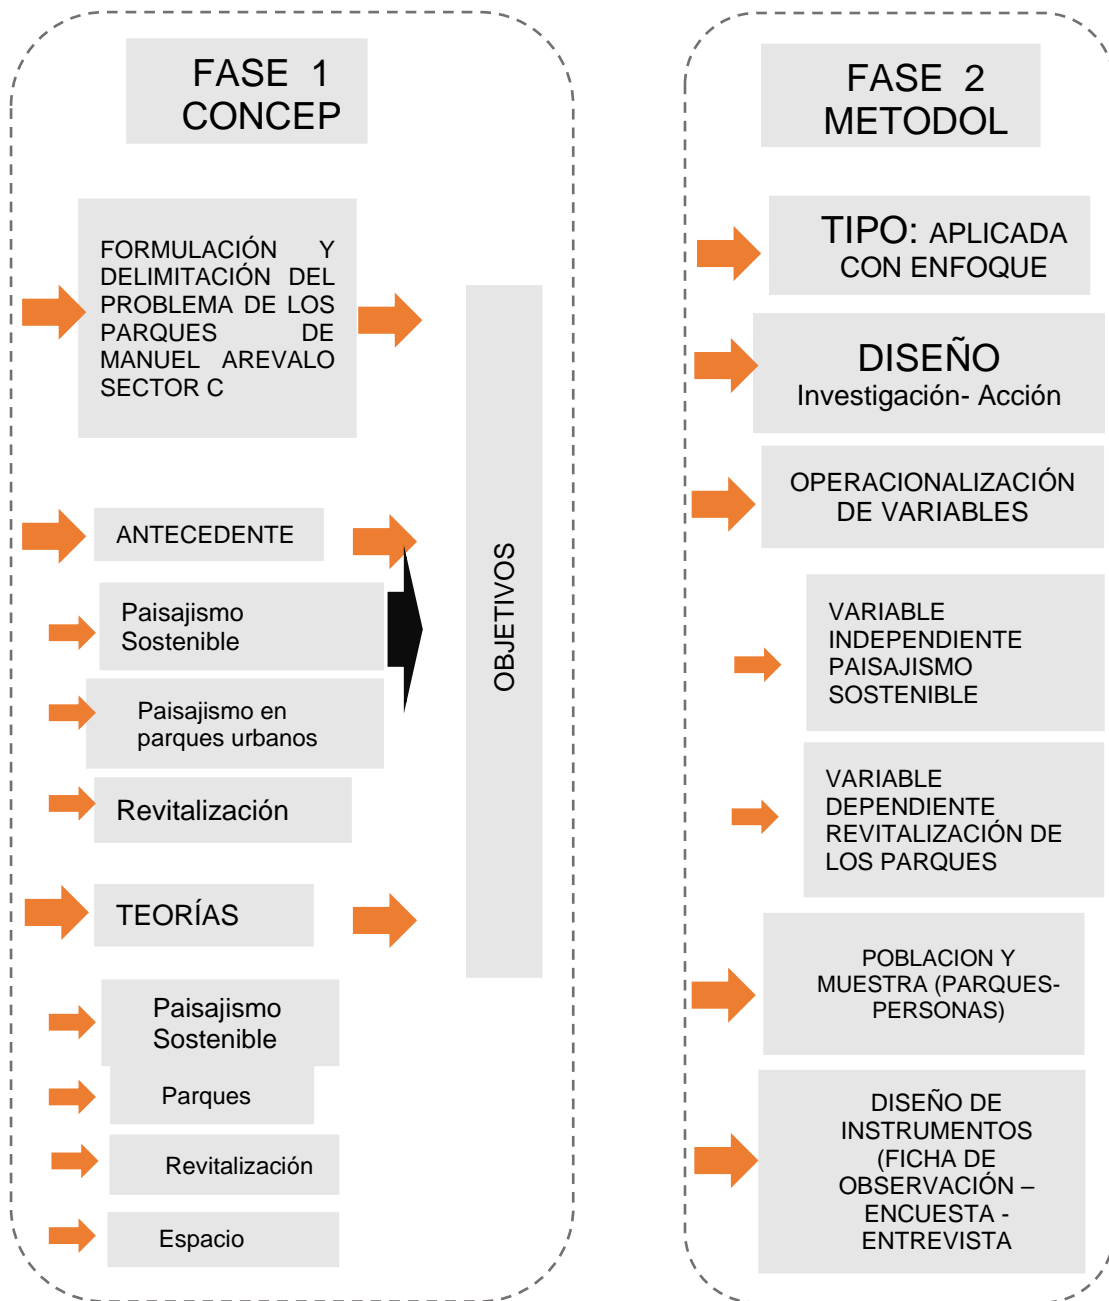 FASE 1
CONCEP
FORMULACIÓN Y
DELIMITACIÓN DEL
PROBLEMA DE LOS
PARQUES DE
MANUEL AREVALO
SECTOR C
ANTECEDENTE
Paisajismo
Sostenible
Paisajismo en
parques urbanos
Revitalización
TEORÍAS
Paisajismo
Sostenible
Parques
Revitalización
Espacio
OBJETIVOS
FASE 2
METODOL
TIPO: APLICADA
CON ENFOQUE
DISEÑO
Investigación- Acción
OPERACIONALIZACIÓN
DE VARIABLES
VARIABLE
INDEPENDIENTE
PAISAJISMO
SOSTENIBLE
VARIABLE
DEPENDIENTE
REVITALIZACIÓN DE
LOS PARQUES
POBLACION Y
MUESTRA (PARQUES-
PERSONAS)
DISEÑO DE
INSTRUMENTOS
(FICHA DE
OBSERVACIÓN –
ENCUESTA -
ENTREVISTA